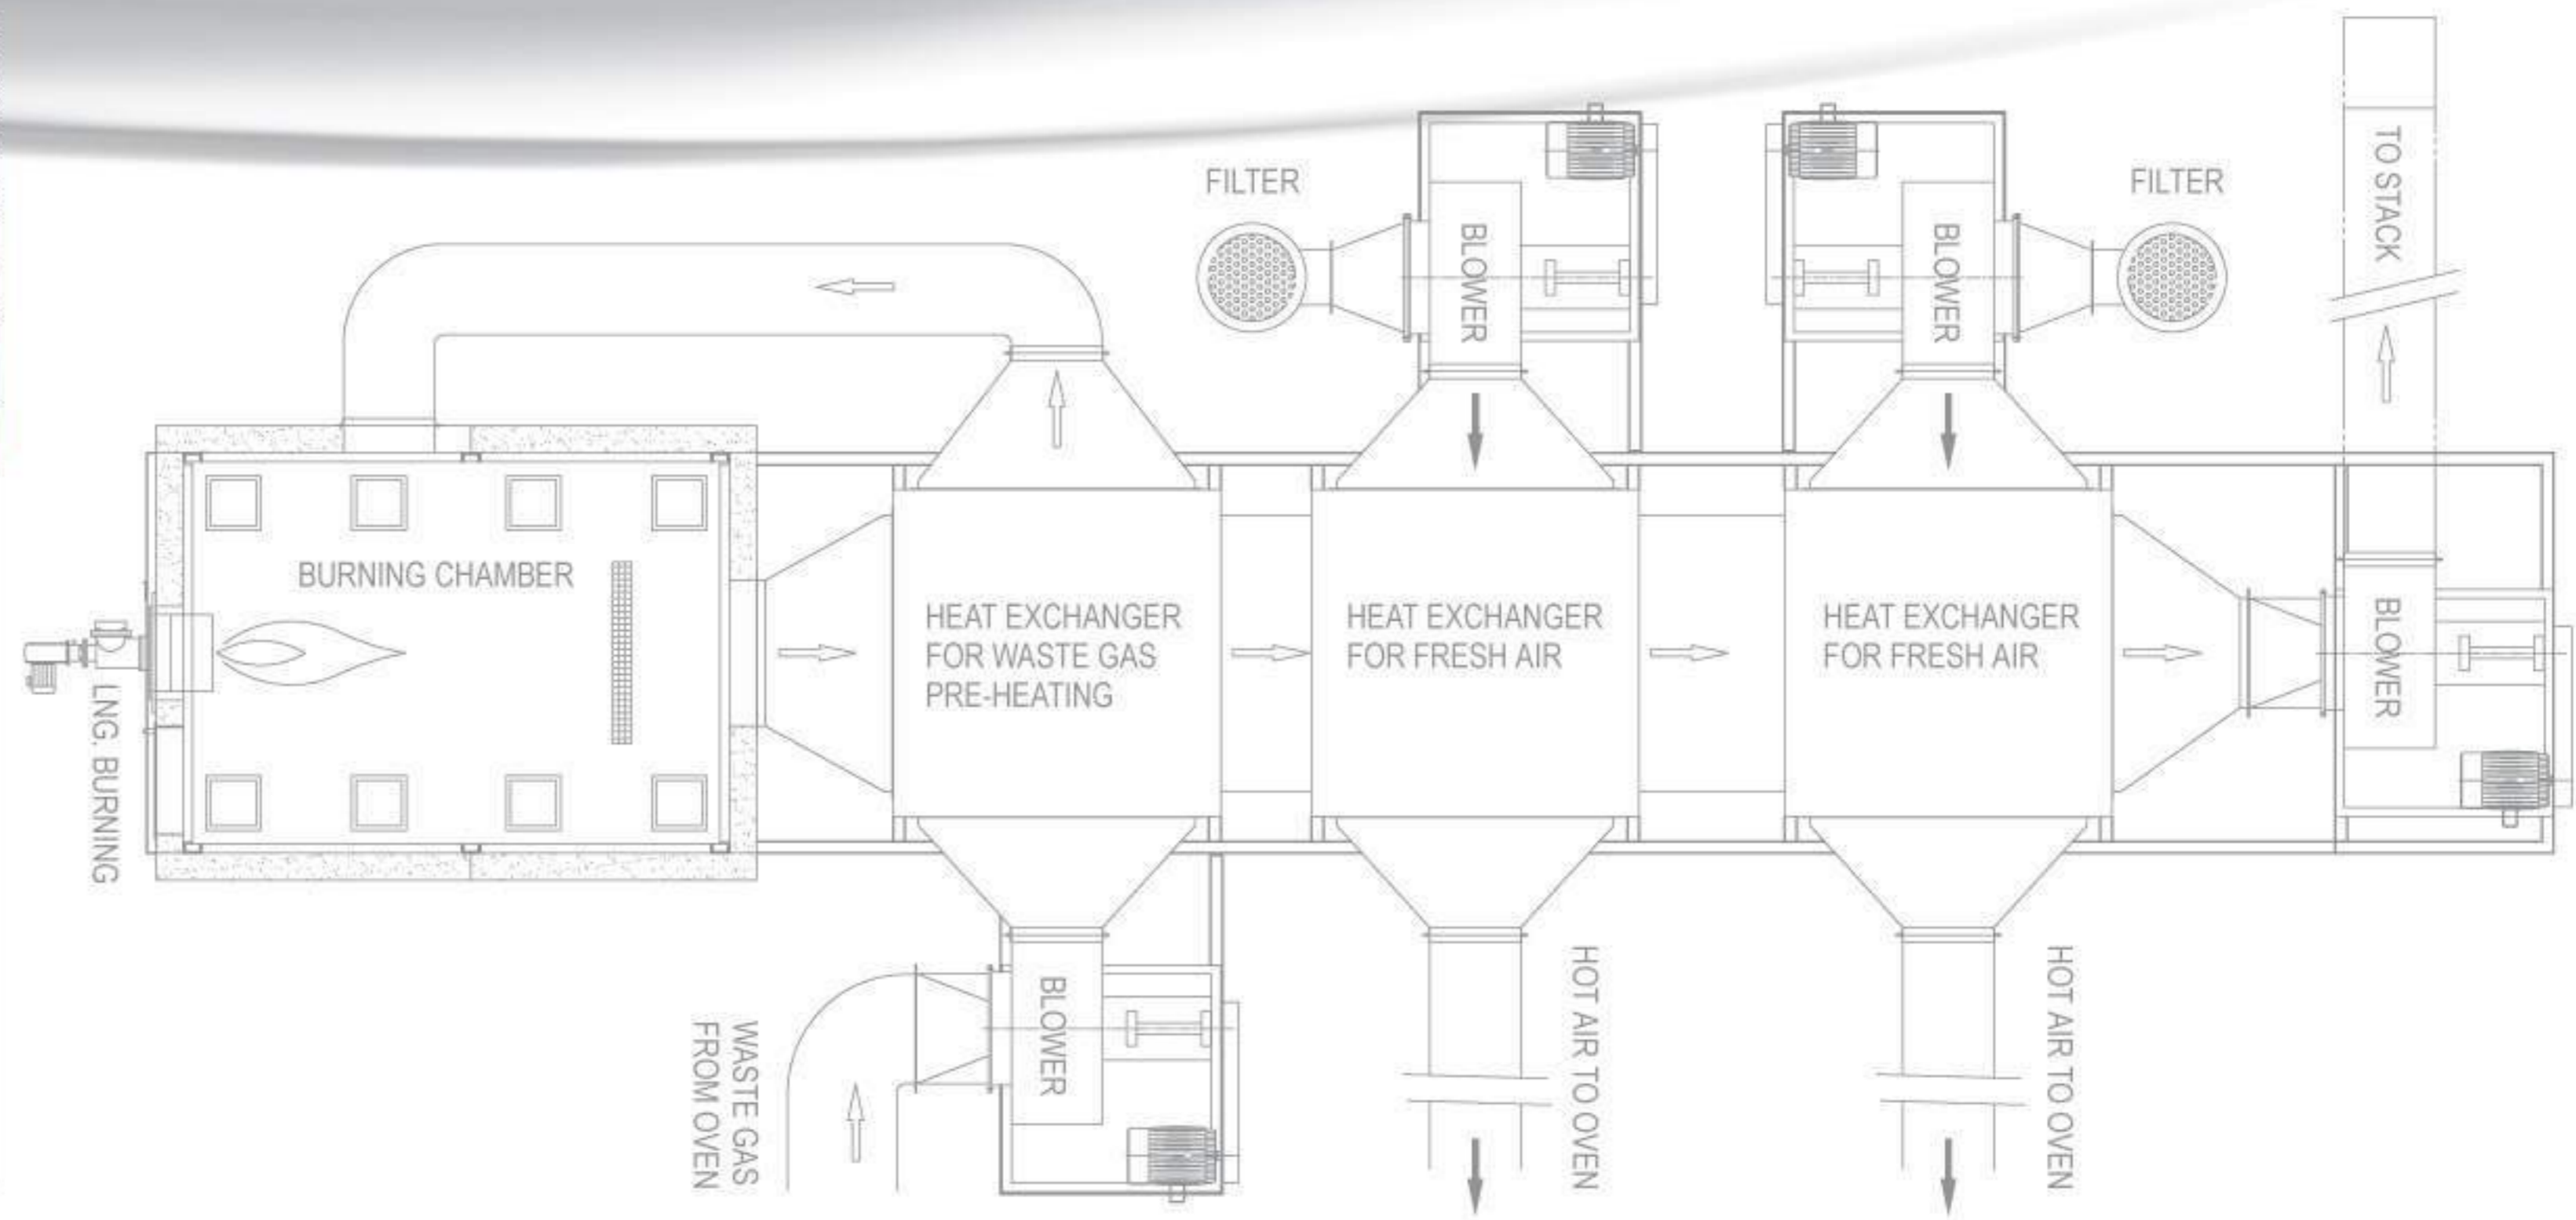 FILTER
FILTER
TO STACK
BLOWER
BLOWER
BURNING CHAMBER
HEAT EXCHANGER
FOR WASTE GAS
PRE-HEATING
HEAT EXCHANGER
FOR FRESH AIR
HEAT EXCHANGER
FOR FRESH AIR
BLOWER
LNG. BURNING
WASTE GAS
FROM OVEN
BLOWER
HOT AIR TO OVEN
HOT AIR TO OVEN